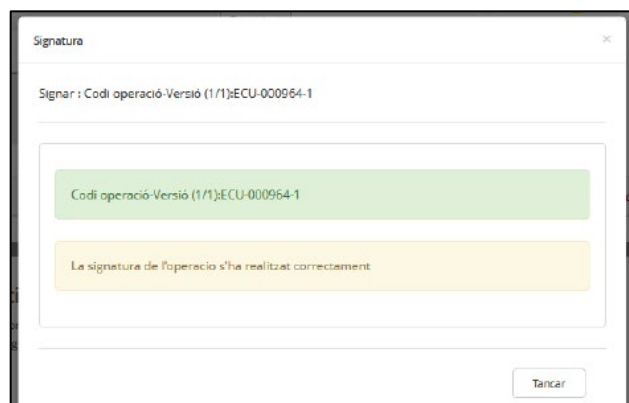 Signatura
×
Signar : Codi operació-Versió (1/1):ECU-000964-1
Codi operació-Versió (1/1):ECU-000964-1
La signatura de l'operacio s'ha realitzat correctament
Tancar